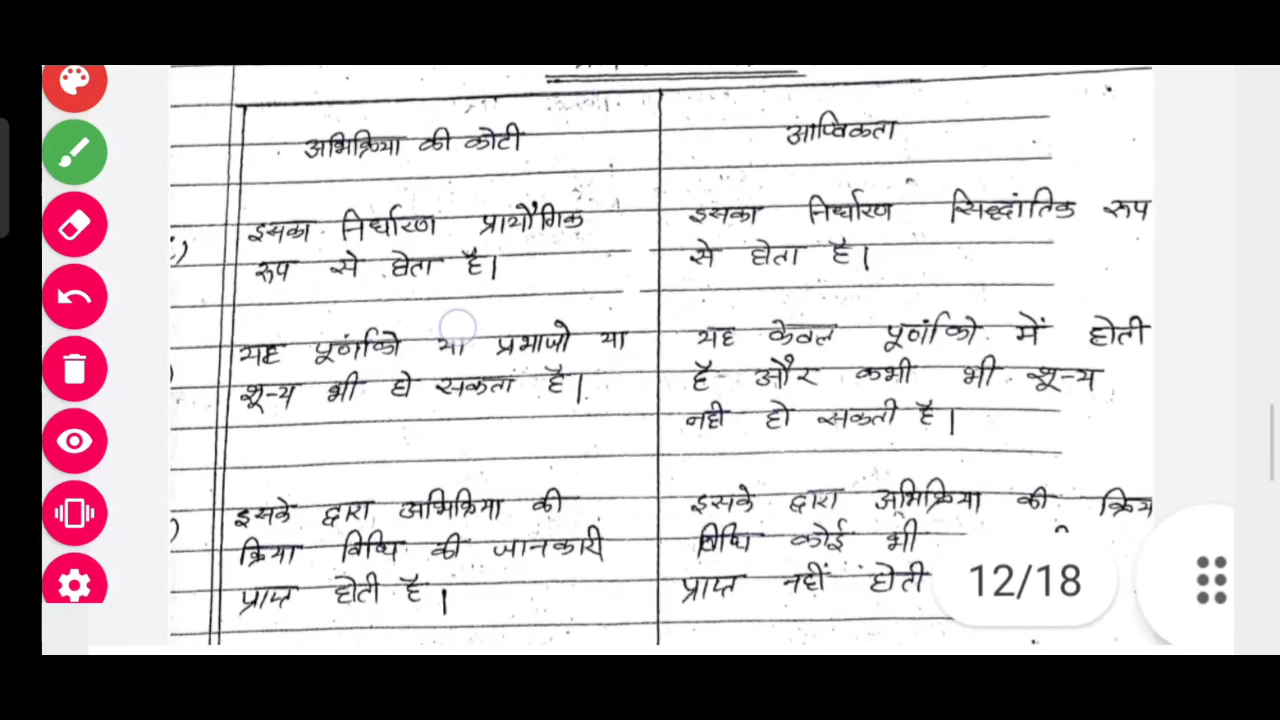 अभिक्रिया की कोटी
आण्विकता
इसका निर्धारण प्रायौगिक
रूप से होता है।
इसका निर्धारण सिद्धांतिक रूप
से होता है।
यह पूर्णांको या प्रभाजो या
शून्य भी हो सकता है।
यह केवल पूर्णांको में होती
है और कभी भी शून्य
नही हो सकती है।
इसके द्वारा अभिक्रिया की
क्रिया विधि की जानकारी
प्राप्त होती है।
इसके द्वारा अभिक्रिया की क्रिय
विधि कोई भी
प्राप्त नहीं होती
12/18